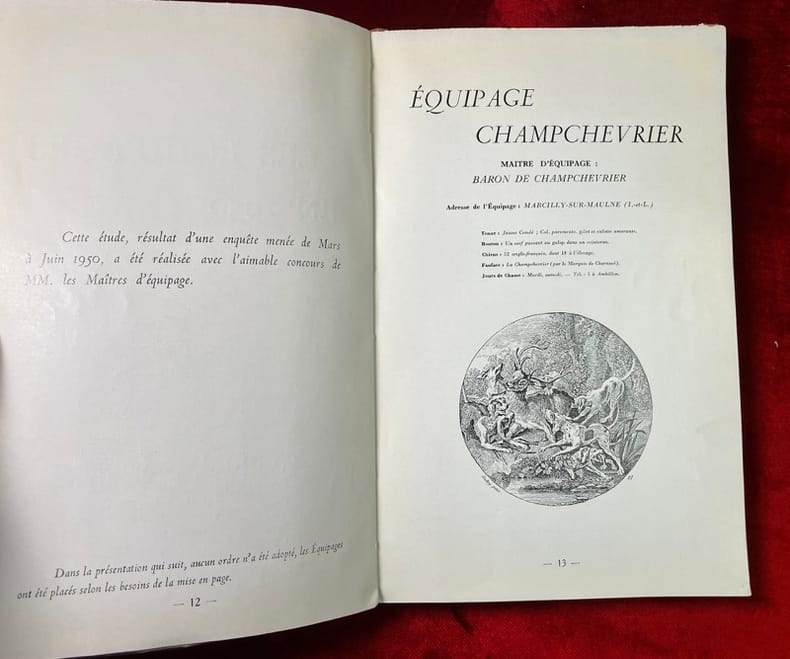 Cette étude, résultat d'une enquête menée de Mars
à Juin 1950, a été réalisée avec l'aimable concours de
MM. les Maîtres d'équipage.
Dans la présentation qui suit, aucun ordre n'a été adopté, les Équipages
ont été placés selon les besoins de la mise en page.
— 12 —
ÉQUIPAGE
CHAMPCHEVRIER
MAITRE D'ÉQUIPAGE :
BARON DE CHAMPCHEVRIER
Adresse de l'Équipage : MARCILLY-SUR-MAULNE (I.-et-L.)
Tenue : Jaune Condé ; Col, parements, gilet et culotte amarante.
Bouton : Un cerf passant au galop dans un ceinturon.
Chiens : 52 anglo-français, dont 18 à l'élevage.
Fanfare : La Champchevrier (par le Marquis de Charnacé).
Jours de Chasse : Mardi, samedi. — Tél. : 5 à Ambillou.
— 13 —